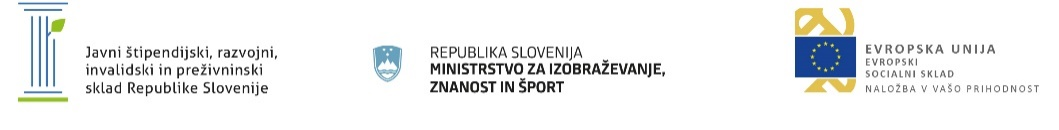 Javni štipendijski, razvojni,
invalidski in preživninski
sklad Republike Slovenije
REPUBLIKA SLOVENIJA
MINISTRSTVO ZA IZOBRAŽEVANJE,
ZNANOST IN ŠPORT
EVROPSKA UNIJA
EVROPSKI
SOCIALNI SKLAD
NALOŽBA V VAŠO PRIHODNOST